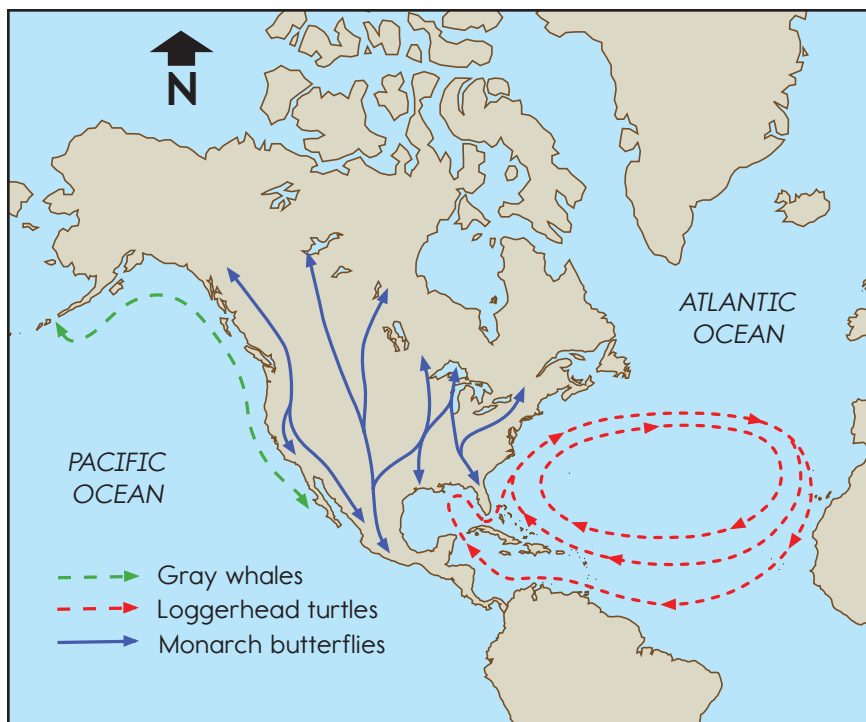 N
ATLANTIC
OCEAN
PACIFIC
OCEAN
Gray whales
Loggerhead turtles
Monarch butterflies